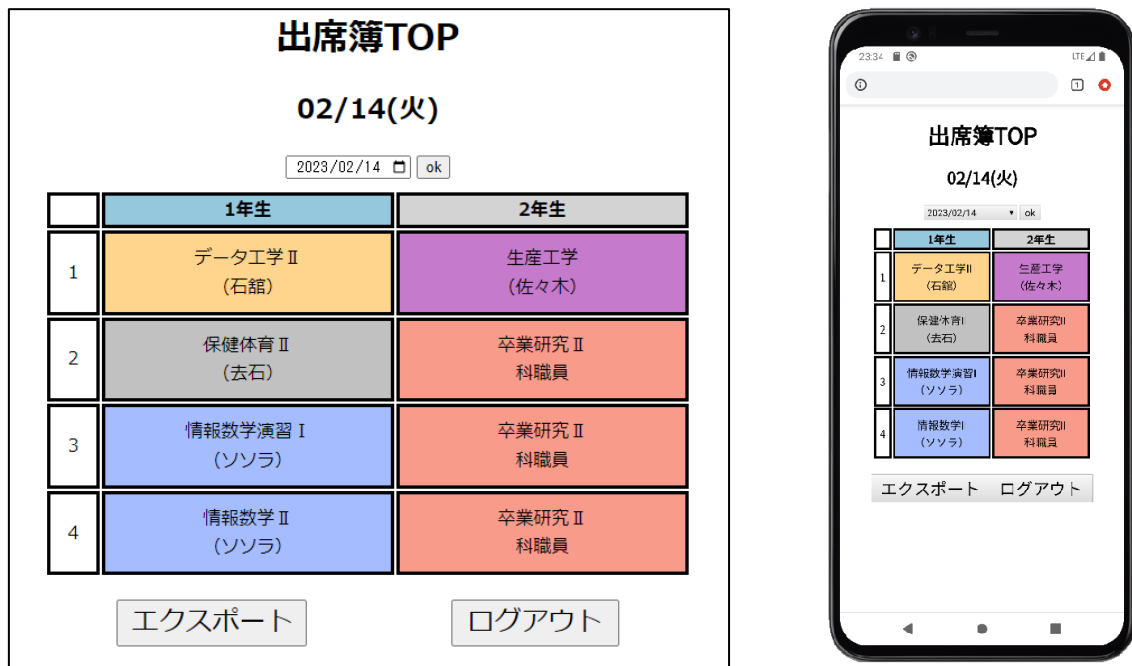 出席簿TOP
02/14(火)
2023/02/14 ok
1年生 2年生
1 データ工学Ⅱ 生産工学
(石舘) (佐々木)
2 保健体育Ⅱ 卒業研究Ⅱ
(去石) 科職員
3 情報数学演習Ⅰ 卒業研究Ⅱ
(ソソラ) 科職員
4 情報数学Ⅱ 卒業研究Ⅱ
(ソソラ) 科職員
エクスポート ログアウト
23:34 LTE
1
出席簿TOP
02/14(火)
2023/02/14 ok
1年生 2年生
1 データ工学II 生産工学
(石舘) (佐々木)
2 保健体育I 卒業研究II
(去石) 科職員
3 情報数学演習I 卒業研究II
(ソソラ) 科職員
4 情報数学I 卒業研究II
(ソソラ) 科職員
エクスポート ログアウト